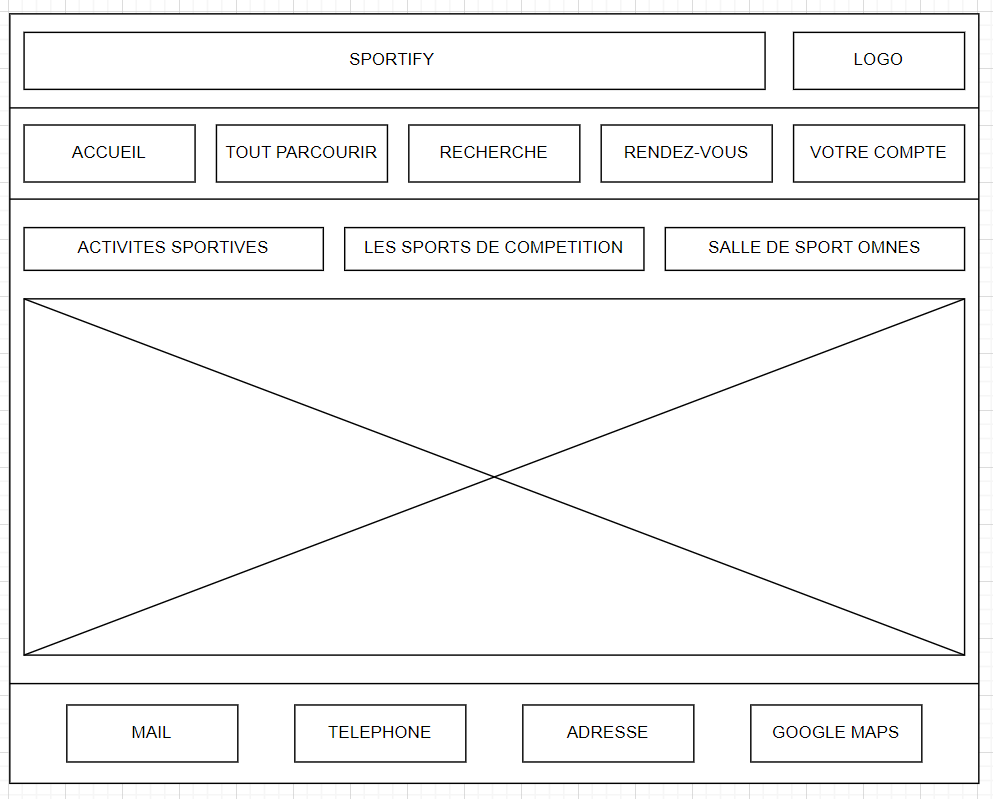 SPORTIFY
LOGO
ACCUEIL
TOUT PARCOURIR
RECHERCHE
RENDEZ-VOUS
VOTRE COMPTE
ACTIVITES SPORTIVES
LES SPORTS DE COMPETITION
SALLE DE SPORT OMNES
MAIL
TELEPHONE
ADRESSE
GOOGLE MAPS